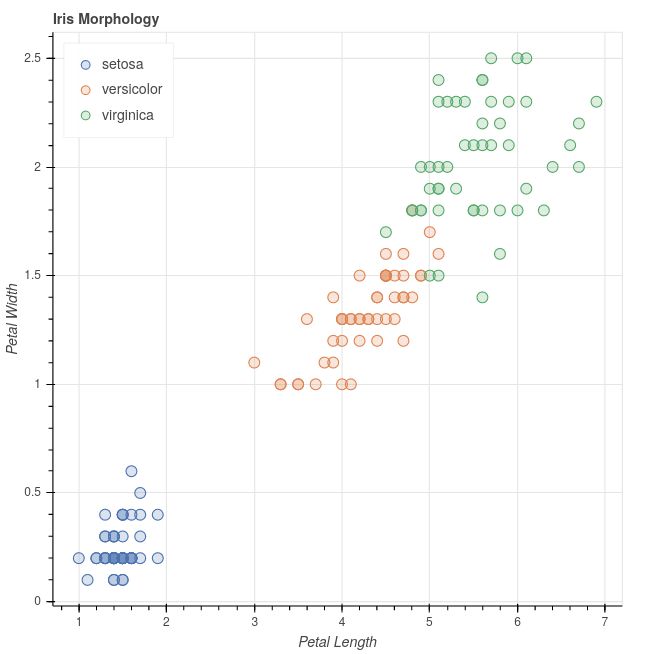 Iris Morphology
setosa
versicolor
virginica
Petal Width
2.5
2
1.5
1
0.5
0
1 2 3 4 5 6 7
Petal Length